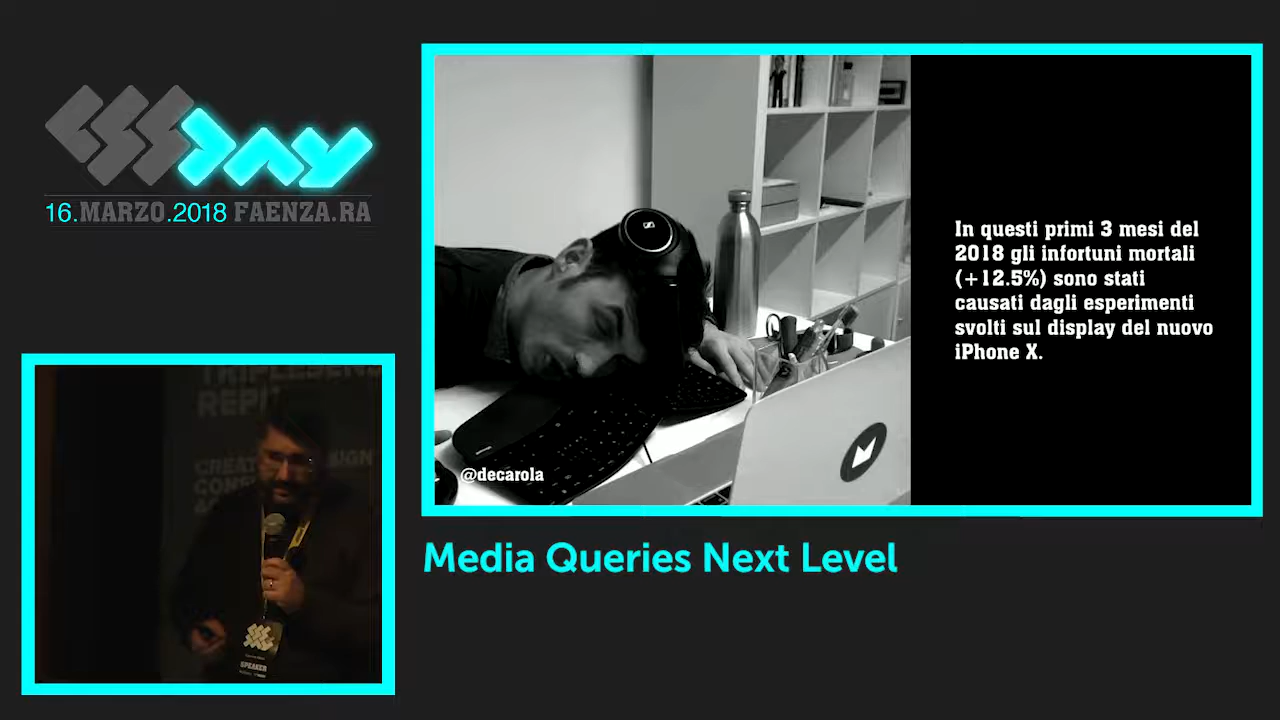 CSSDAY
16.MARZO.2018 FAENZA.RA
In questi primi 3 mesi del
2018 gli infortuni mortali
(+12.5%) sono stati
causati dagli esperimenti
svolti sul display del nuovo
iPhone X.
@decarola
Media Queries Next Level
SPEAKER